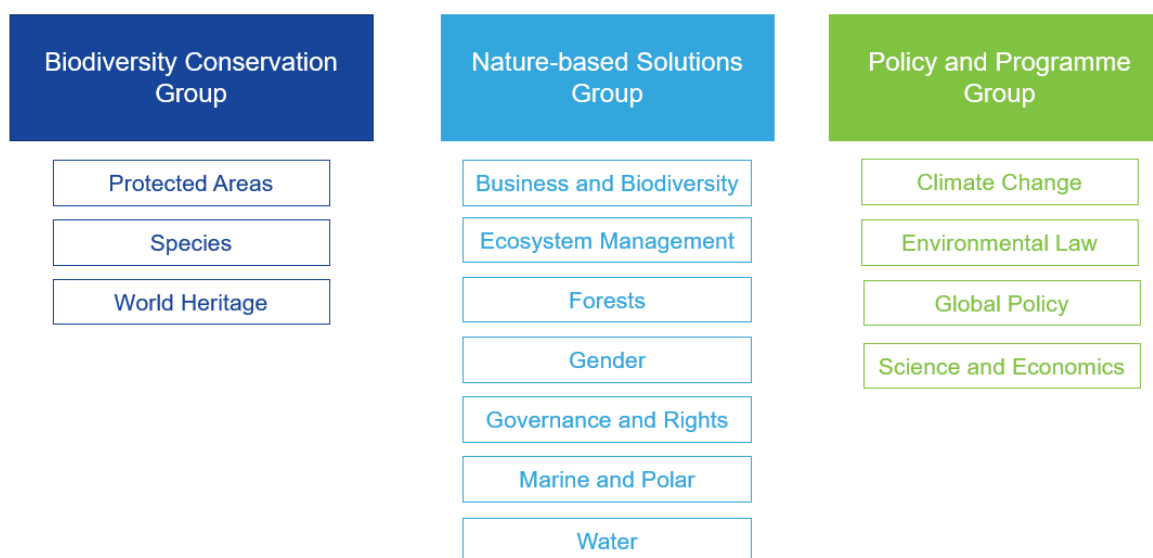 Biodiversity Conservation
Group
Protected Areas
Species
World Heritage
Nature-based Solutions
Group
Business and Biodiversity
Ecosystem Management
Forests
Gender
Governance and Rights
Marine and Polar
Water
Policy and Programme
Group
Climate Change
Environmental Law
Global Policy
Science and Economics